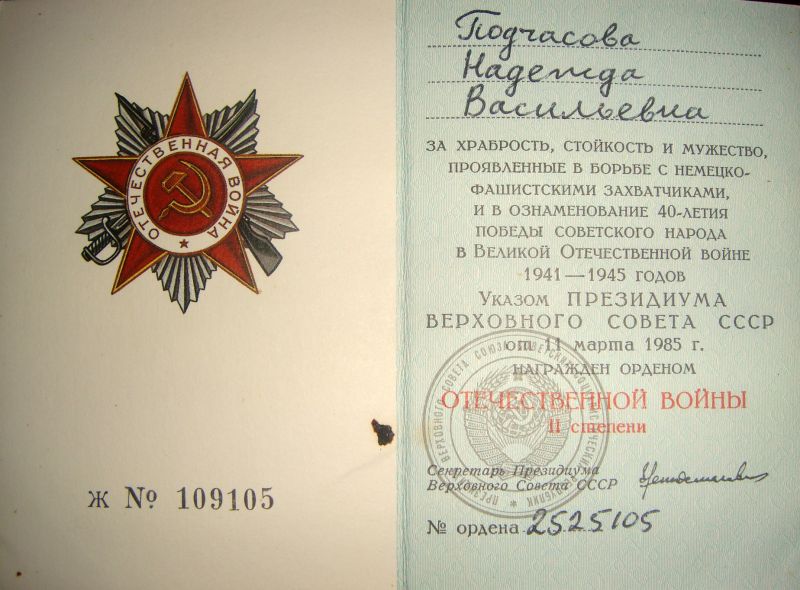 ОТЕЧЕСТВЕННАЯ ВОЙНА
Ж № 109105
Подчасова
Надежда
Васильевна
ЗА ХРАБРОСТЬ, СТОЙКОСТЬ И МУЖЕСТВО,
ПРОЯВЛЕННЫЕ В БОРЬБЕ С НЕМЕЦКО-
ФАШИСТСКИМИ ЗАХВАТЧИКАМИ,
И В ОЗНАМЕНОВАНИЕ 40-ЛЕТИЯ
ПОБЕДЫ СОВЕТСКОГО НАРОДА
В ВЕЛИКОЙ ОТЕЧЕСТВЕННОЙ ВОЙНЕ
1941—1945 ГОДОВ
УКАЗОМ ПРЕЗИДИУМА
ВЕРХОВНОГО СОВЕТА СССР
от 11 марта 1985 г.
НАГРАЖДЕН ОРДЕНОМ
ОТЕЧЕСТВЕННОЙ ВОЙНЫ
II степени
Секретарь Президиума
Верховного Совета СССР
№ ордена 2525105